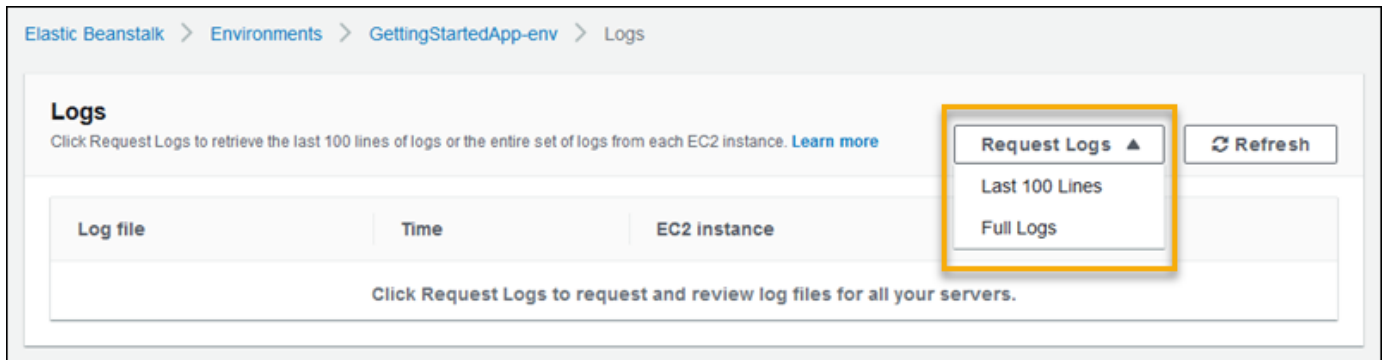 Elastic Beanstalk > Environments > GettingStartedApp-env > Logs
Logs
Click Request Logs to retrieve the last 100 lines of logs or the entire set of logs from each EC2 instance. Learn more
Request Logs ▲
Refresh
Last 100 Lines
Full Logs
Log file
Time
EC2 instance
Click Request Logs to request and review log files for all your servers.